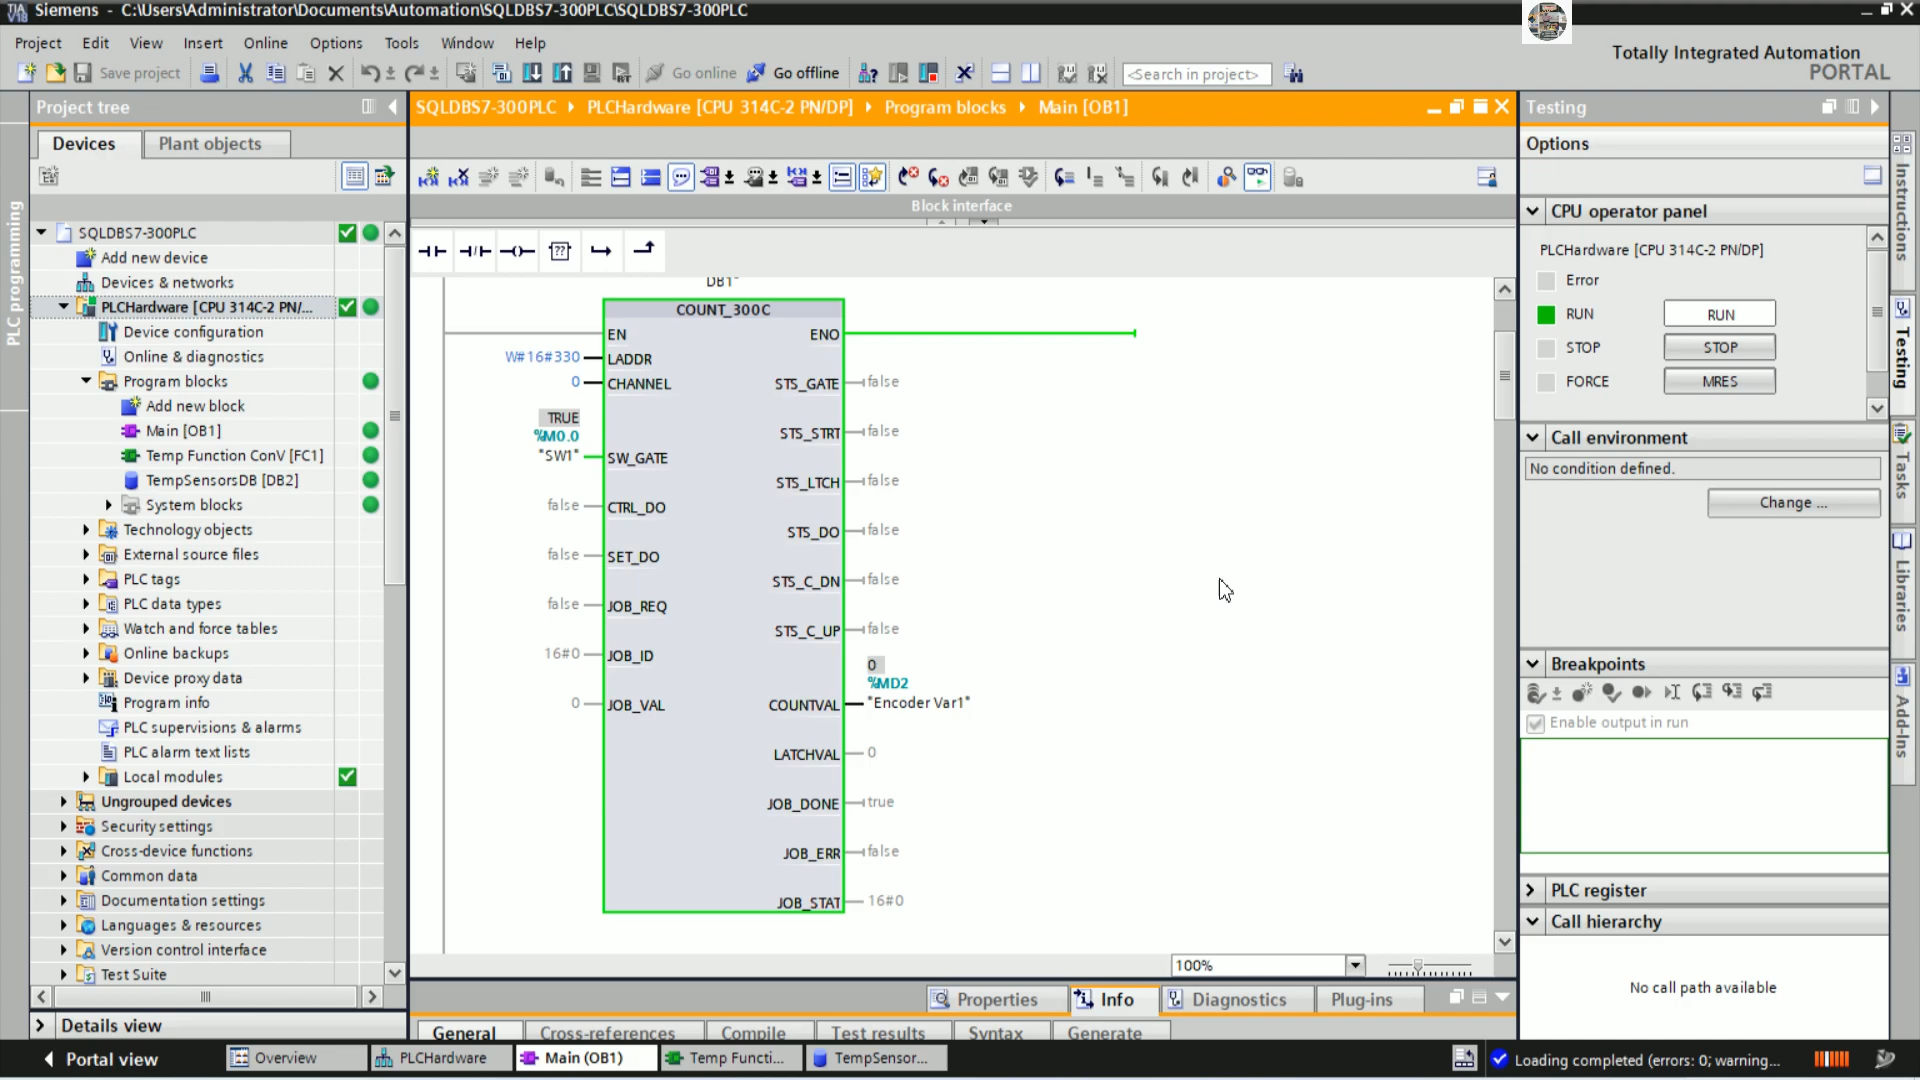 Siemens - C:\Users\Administrator\Documents\Automation\SQLDBS7-300PLC\SQLDBS7-300PLC
Project Edit View Insert Online Options Tools Window Help
Totally Integrated Automation
PORTAL
Save project Go online Go offline <Search in project>
Project tree
SQLDBS7-300PLC PLCHardware [CPU 314C-2 PN/DP] Program blocks Main [OB1]
Testing
Devices Plant objects
Options
PLC programming
Block interface
SQLDBS7-300PLC
Add new device
Devices & networks
PLCHardware [CPU 314C-2 PN/...
Device configuration
Online & diagnostics
Program blocks
Add new block
Main [OB1]
Temp Function ConV [FC1]
TempSensorsDB [DB2]
System blocks
Technology objects
External source files
PLC tags
PLC data types
Watch and force tables
Online backups
Device proxy data
Program info
PLC supervisions & alarms
PLC alarm text lists
Local modules
Ungrouped devices
Security settings
Cross-device functions
Common data
Documentation settings
Languages & resources
Version control interface
Test Suite
Details view
DB1"
COUNT_300C
EN ENO
W#16#330 LADDR
0 CHANNEL STS_GATE false
TRUE
%M0.0
"SW1" SW_GATE
STS_STRT false
STS_LTCH false
false CTRL_DO
STS_DO false
false SET_DO
STS_C_DN false
false JOB_REQ
STS_C_UP false
16#0 JOB_ID
0
%MD2
0 JOB_VAL COUNTVAL "Encoder Var1"
LATCHVAL 0
JOB_DONE true
JOB_ERR false
JOB_STAT 16#0
100%
Properties Info Diagnostics Plug-ins
General Cross-references Compile Test results Syntax Generate
CPU operator panel
PLCHardware [CPU 314C-2 PN/DP]
Error
RUN RUN
STOP STOP
FORCE MRES
Call environment
No condition defined.
Change ...
Breakpoints
Enable output in run
PLC register
Call hierarchy
No call path available
Instructions
Testing
Tasks
Libraries
Add-Ins
Portal view Overview PLCHardware Main (OB1) Temp Functi... TempSensor... Loading completed (errors: 0; warning...